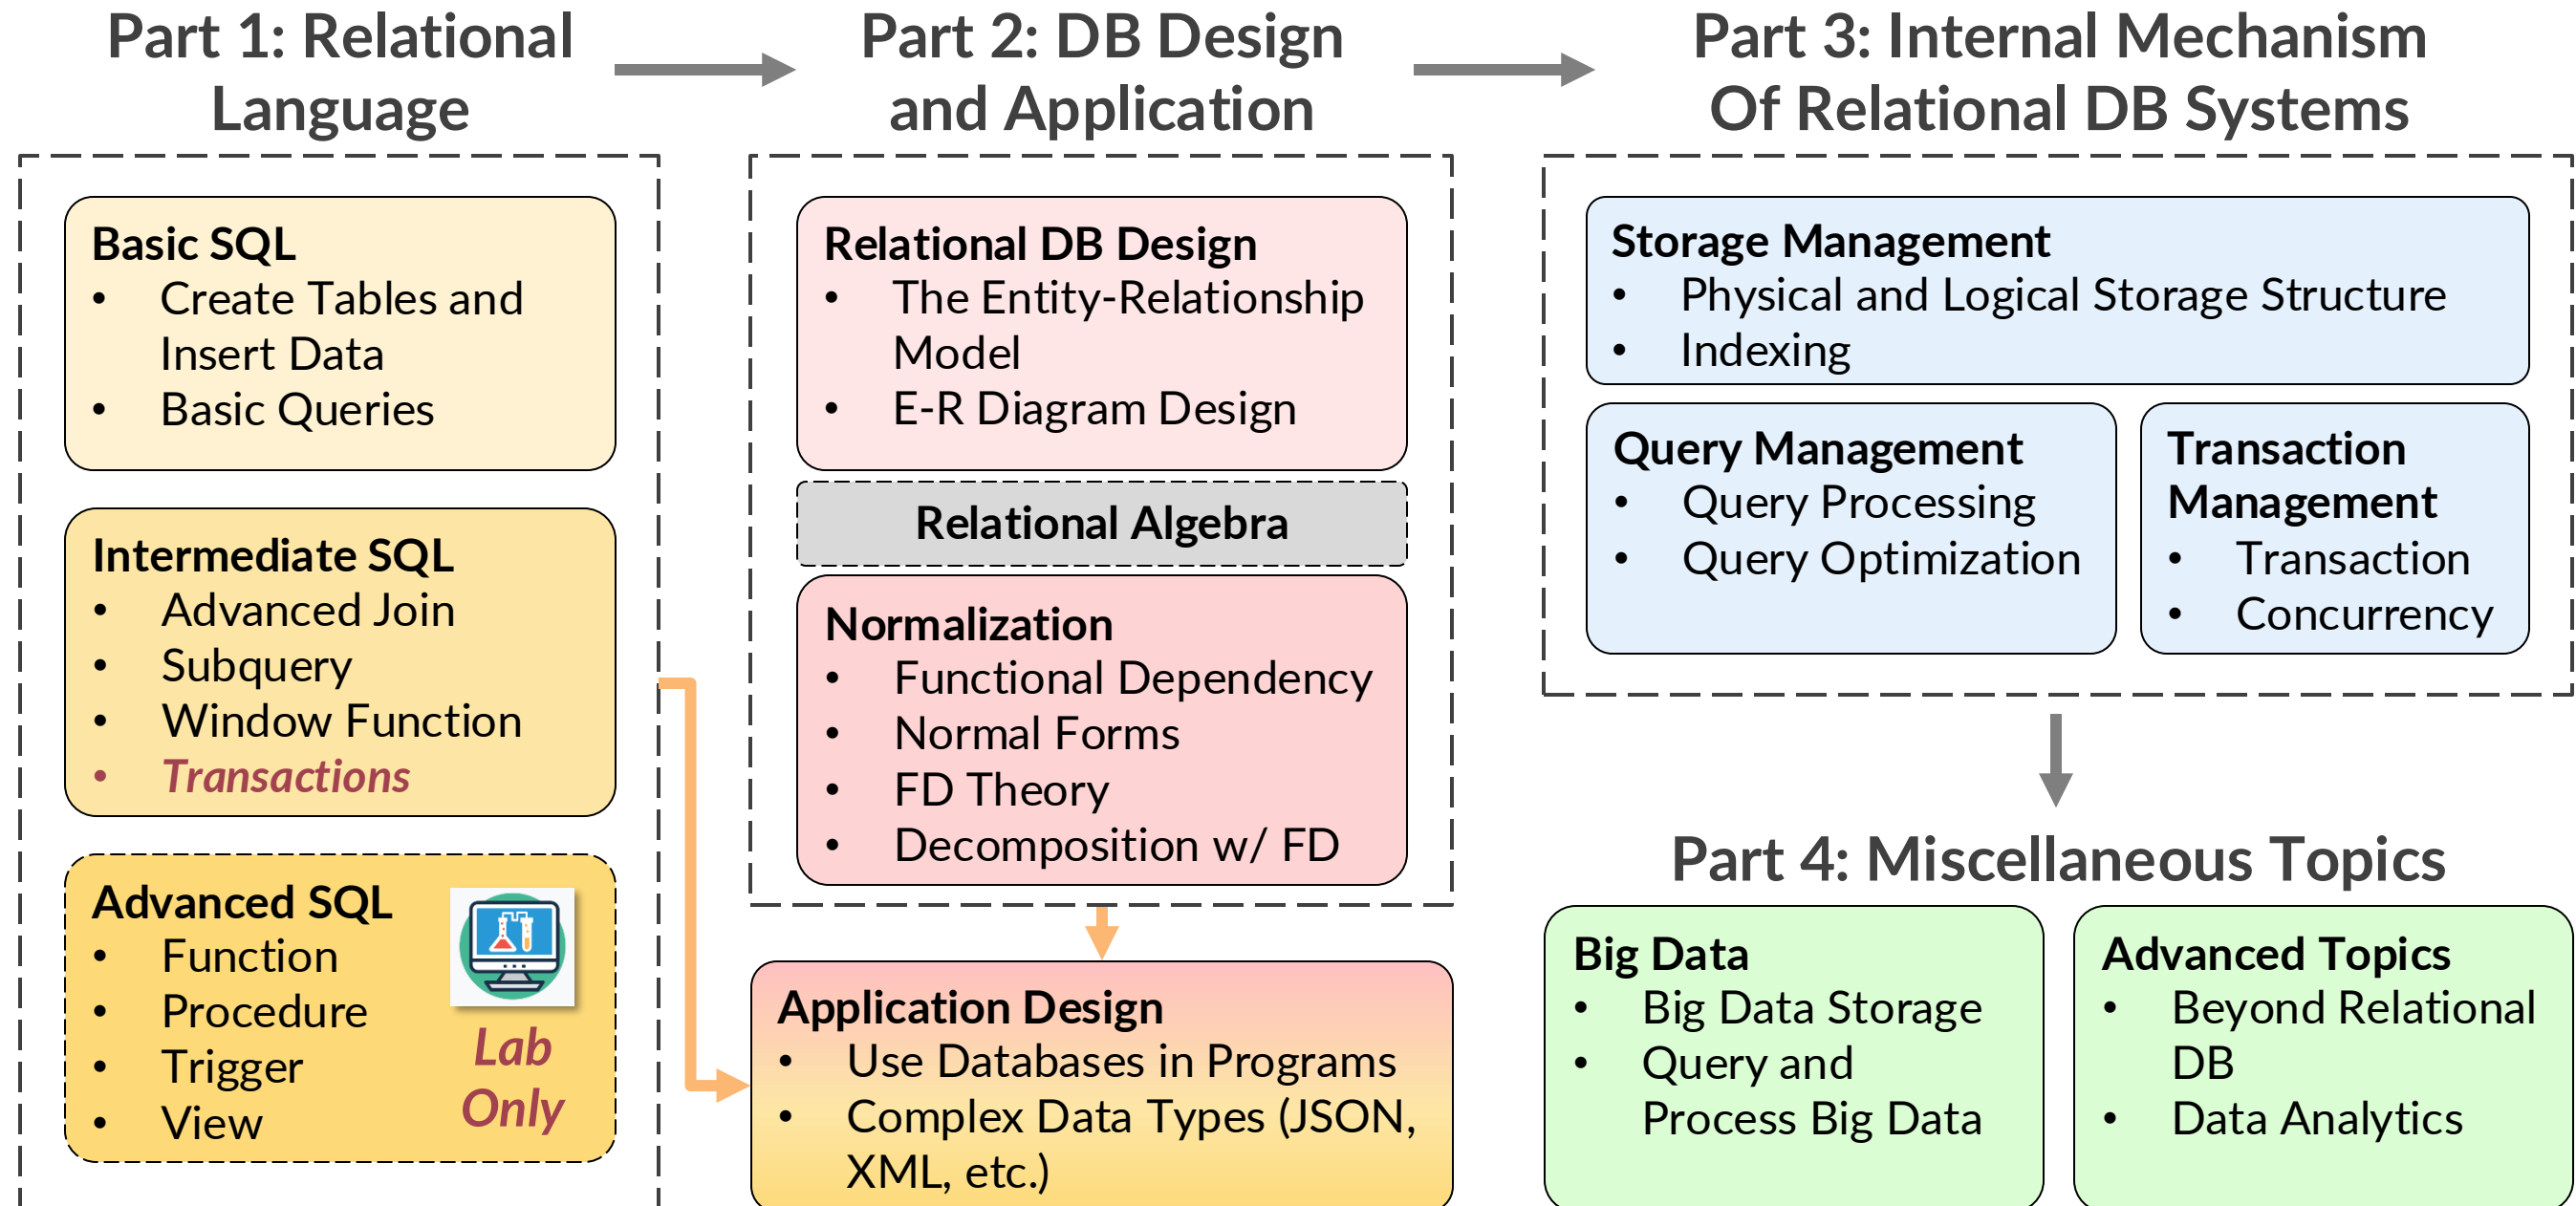 Part 1: Relational
Language
Basic SQL
• Create Tables and
Insert Data
• Basic Queries
Intermediate SQL
• Advanced Join
• Subquery
• Window Function
• Transactions
Advanced SQL
• Function
• Procedure
• Trigger
• View
Lab
Only
Part 2: DB Design
and Application
Relational DB Design
• The Entity-Relationship
Model
• E-R Diagram Design
Relational Algebra
Normalization
• Functional Dependency
• Normal Forms
• FD Theory
• Decomposition w/ FD
Application Design
• Use Databases in Programs
• Complex Data Types (JSON,
XML, etc.)
Part 3: Internal Mechanism
Of Relational DB Systems
Storage Management
• Physical and Logical Storage Structure
• Indexing
Query Management
• Query Processing
• Query Optimization
Transaction
Management
• Transaction
• Concurrency
Part 4: Miscellaneous Topics
Big Data
• Big Data Storage
• Query and
Process Big Data
Advanced Topics
• Beyond Relational
DB
• Data Analytics